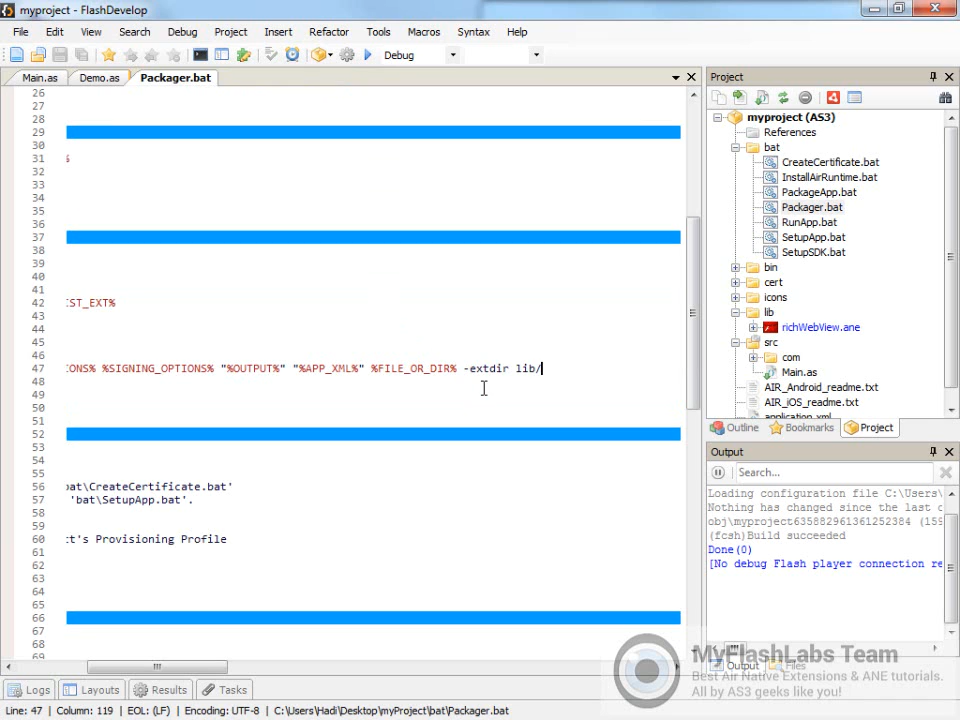 myproject - FlashDevelop
File Edit View Search Debug Project Insert Refactor Tools Macros Syntax Help
Debug
Main.as Demo.as Packager.bat
26
27
28
29
30
31 %
32
33
34
35
36
37
38
39
40
41
42 IST_EXT%
43
44
45
46
47 IONS% %SIGNING_OPTIONS% "%OUTPUT%" "%APP_XML%" %FILE_OR_DIR% -extdir lib/
48
49
50
51
52
53
54
55
56 bat\CreateCertificate.bat'
57 'bat\SetupApp.bat'.
58
59
60 ct's Provisioning Profile
61
62
63
64
65
66
67
68
69
Project
myproject (AS3)
References
bat
CreateCertificate.bat
InstallAirRuntime.bat
PackageApp.bat
Packager.bat
RunApp.bat
SetupApp.bat
SetupSDK.bat
bin
cert
icons
lib
richWebView.ane
src
com
Main.as
AIR_Android_readme.txt
AIR_iOS_readme.txt
application.xml
Outline Bookmarks Project
Output
Search...
Loading configuration file C:\Users\
Nothing has changed since the last c
obj\myproject635882961361252384 (159
(fcsh)Build succeeded
Done(0)
[No debug Flash player connection re
Output Files
MyFlashLabs Team
Best Air Native Extensions & ANE tutorials.
All by AS3 geeks like you!
Logs Layouts Results Tasks
Line: 47 Column: 119 EOL: (LF) Encoding: UTF-8 C:\Users\Hadi\Desktop\myProject\bat\Packager.bat